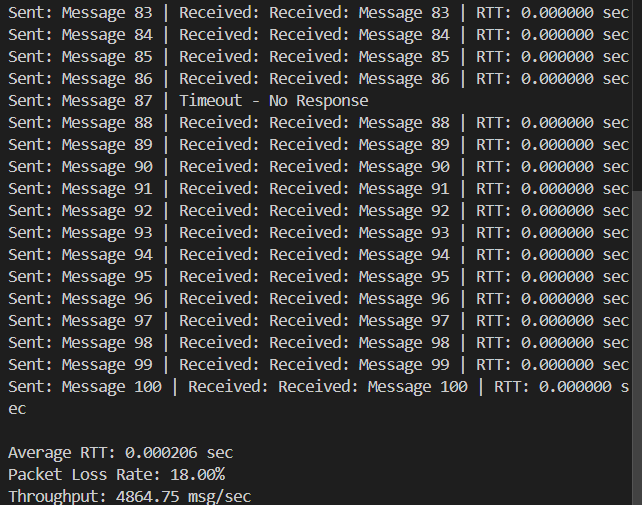 Sent: Message 83 | Received: Received: Message 83 | RTT: 0.000000 sec
Sent: Message 84 | Received: Received: Message 84 | RTT: 0.000000 sec
Sent: Message 85 | Received: Received: Message 85 | RTT: 0.000000 sec
Sent: Message 86 | Received: Received: Message 86 | RTT: 0.000000 sec
Sent: Message 87 | Timeout - No Response
Sent: Message 88 | Received: Received: Message 88 | RTT: 0.000000 sec
Sent: Message 89 | Received: Received: Message 89 | RTT: 0.000000 sec
Sent: Message 90 | Received: Received: Message 90 | RTT: 0.000000 sec
Sent: Message 91 | Received: Received: Message 91 | RTT: 0.000000 sec
Sent: Message 92 | Received: Received: Message 92 | RTT: 0.000000 sec
Sent: Message 93 | Received: Received: Message 93 | RTT: 0.000000 sec
Sent: Message 94 | Received: Received: Message 94 | RTT: 0.000000 sec
Sent: Message 95 | Received: Received: Message 95 | RTT: 0.000000 sec
Sent: Message 96 | Received: Received: Message 96 | RTT: 0.000000 sec
Sent: Message 97 | Received: Received: Message 97 | RTT: 0.000000 sec
Sent: Message 98 | Received: Received: Message 98 | RTT: 0.000000 sec
Sent: Message 99 | Received: Received: Message 99 | RTT: 0.000000 sec
Sent: Message 100 | Received: Received: Message 100 | RTT: 0.000000 s
ec
Average RTT: 0.000206 sec
Packet Loss Rate: 18.00%
Throughput: 4864.75 msg/sec